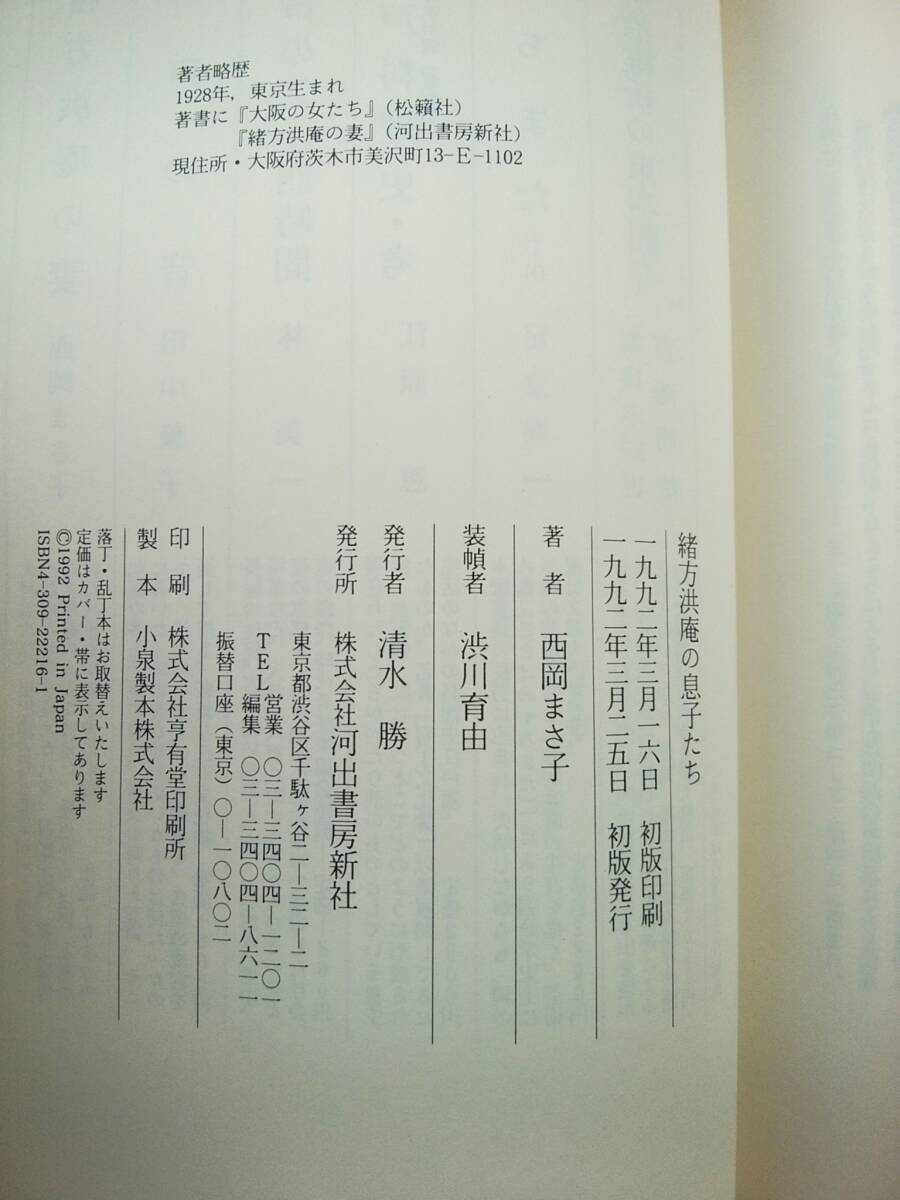 著者略歴
1928年，東京生まれ
著書に『大阪の女たち』（松籟社）
『緒方洪庵の妻』（河出書房新社）
現住所・大阪府茨木市美沢町13-E-1102
緒方洪庵の息子たち
一九九二年三月一六日　初版印刷
一九九二年三月二五日　初版発行
著　者　西岡まさ子
装幀者　渋川育由
発行者　清水　勝
発行所　株式会社河出書房新社
東京都渋谷区千駄ヶ谷二―三二―二
TEL営業　〇三―三四〇四―一二〇一
編集　〇三―三四〇四―八六一一
振替口座（東京）〇―一〇八〇二
印　刷　株式会社亨有堂印刷所
製　本　小泉製本株式会社
落丁・乱丁本はお取替えいたします
定価はカバー・帯に表示してあります
©1992 Printed in Japan
ISBN4-309-22216-1